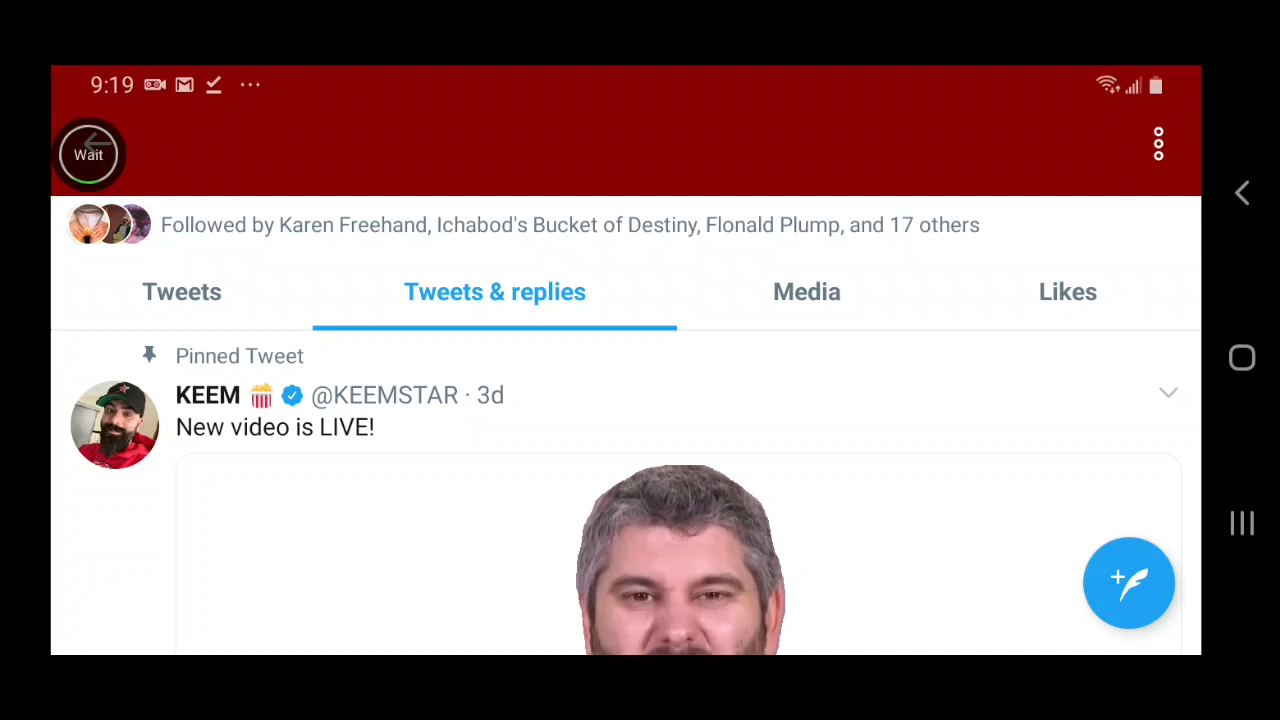 9:19
Wait
Followed by Karen Freehand, Ichabod's Bucket of Destiny, Flonald Plump, and 17 others
Tweets Tweets & replies Media Likes
Pinned Tweet
KEEM 🍿 @KEEMSTAR · 3d
New video is LIVE!